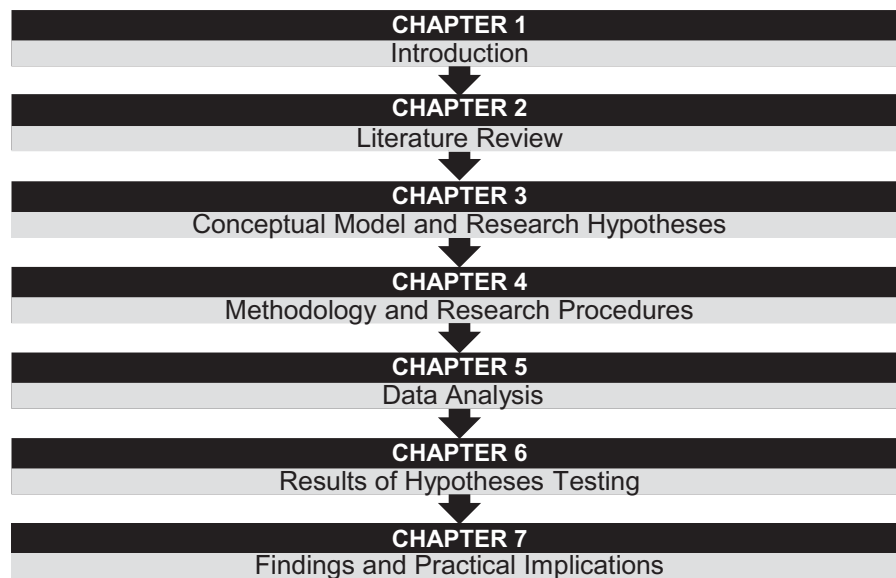 CHAPTER 1
Introduction
CHAPTER 2
Literature Review
CHAPTER 3
Conceptual Model and Research Hypotheses
CHAPTER 4
Methodology and Research Procedures
CHAPTER 5
Data Analysis
CHAPTER 6
Results of Hypotheses Testing
CHAPTER 7
Findings and Practical Implications